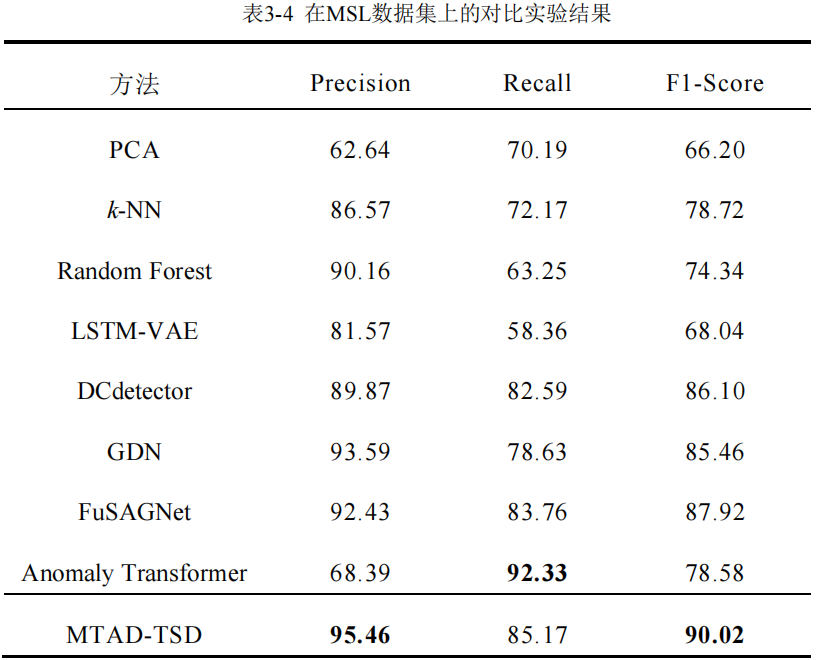 表3-4 在MSL数据集上的对比实验结果
方法 Precision Recall F1-Score
PCA 62.64 70.19 66.20
k-NN 86.57 72.17 78.72
Random Forest 90.16 63.25 74.34
LSTM-VAE 81.57 58.36 68.04
DCdetector 89.87 82.59 86.10
GDN 93.59 78.63 85.46
FuSAGNet 92.43 83.76 87.92
Anomaly Transformer 68.39 92.33 78.58
MTAD-TSD 95.46 85.17 90.02